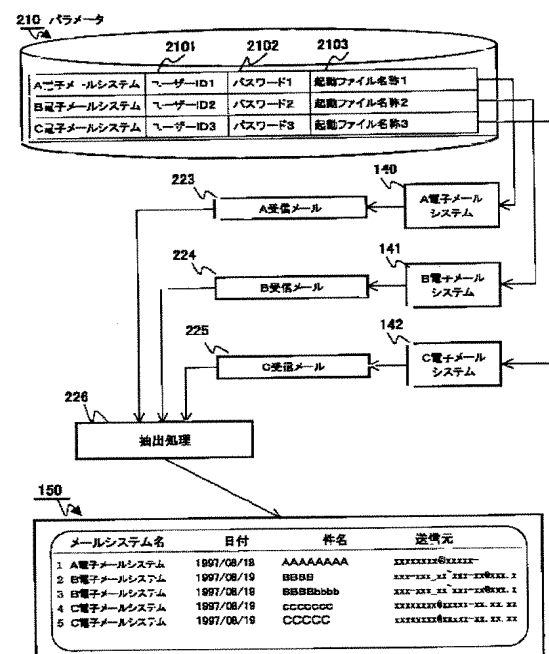 210 パラメータ
2101 2102 2103
A電子メールシステム ユーザーID1 パスワード1 起動ファイル名称1
B電子メールシステム ユーザーID2 パスワード2 起動ファイル名称2
C電子メールシステム ユーザーID3 パスワード3 起動ファイル名称3
223
A受信メール
140
A電子メール
システム
224
B受信メール
141
B電子メール
システム
225
C受信メール
142
C電子メール
システム
226
抽出処理
150
メールシステム名 日付 件名 送信元
1 A電子メールシステム 1997/08/18 AAAAAAAA
2 B電子メールシステム 1997/08/19 BBBB
3 B電子メールシステム 1997/08/19 BBBBbbbb
4 C電子メールシステム 1997/08/19 ccccccc
5 C電子メールシステム 1997/08/19 CCCCC